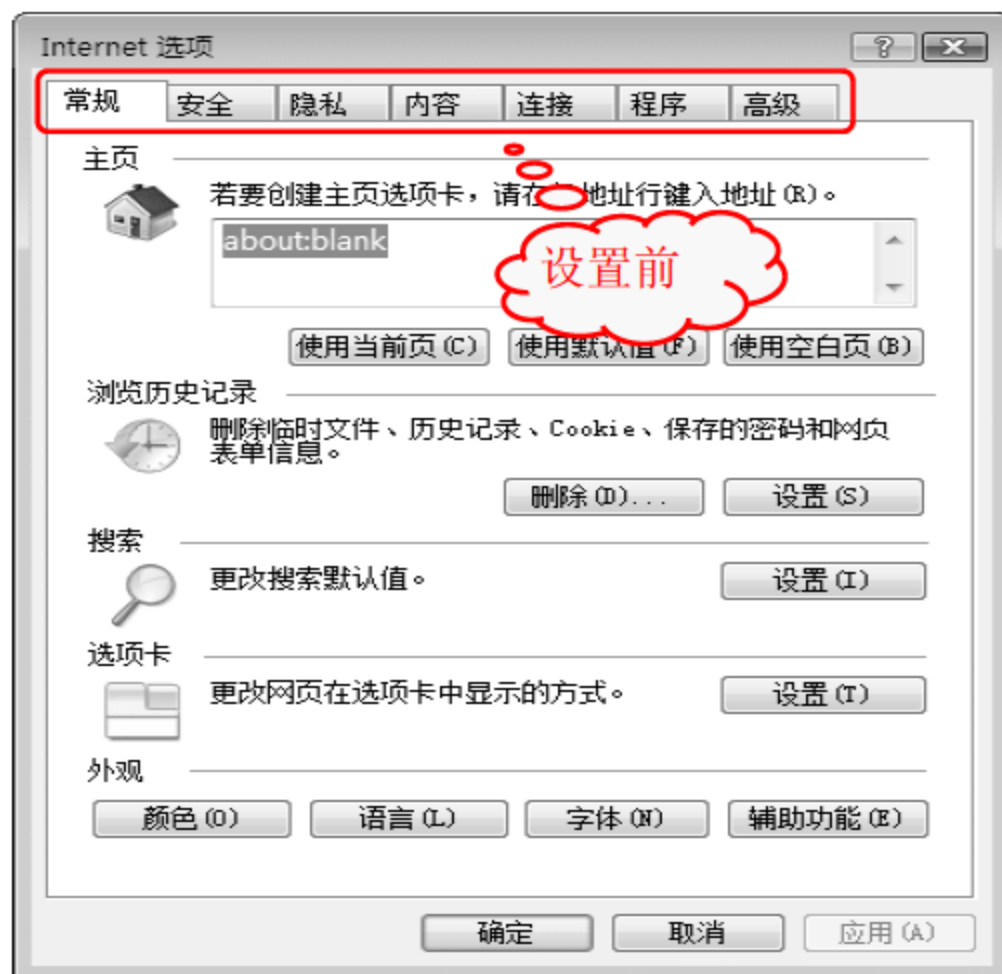 Internet 选项
常规 安全 隐私 内容 连接 程序 高级
主页
若要创建主页选项卡，请在 地址行键入地址(R)。
about:blank
设置前
使用当前页(C) 使用默认值(F) 使用空白页(B)
浏览历史记录
删除临时文件、历史记录、Cookie、保存的密码和网页
表单信息。
删除(D)... 设置(S)
搜索
更改搜索默认值。
设置(I)
选项卡
更改网页在选项卡中显示的方式。
设置(T)
外观
颜色(O) 语言(L) 字体(N) 辅助功能(E)
确定 取消 应用(A)